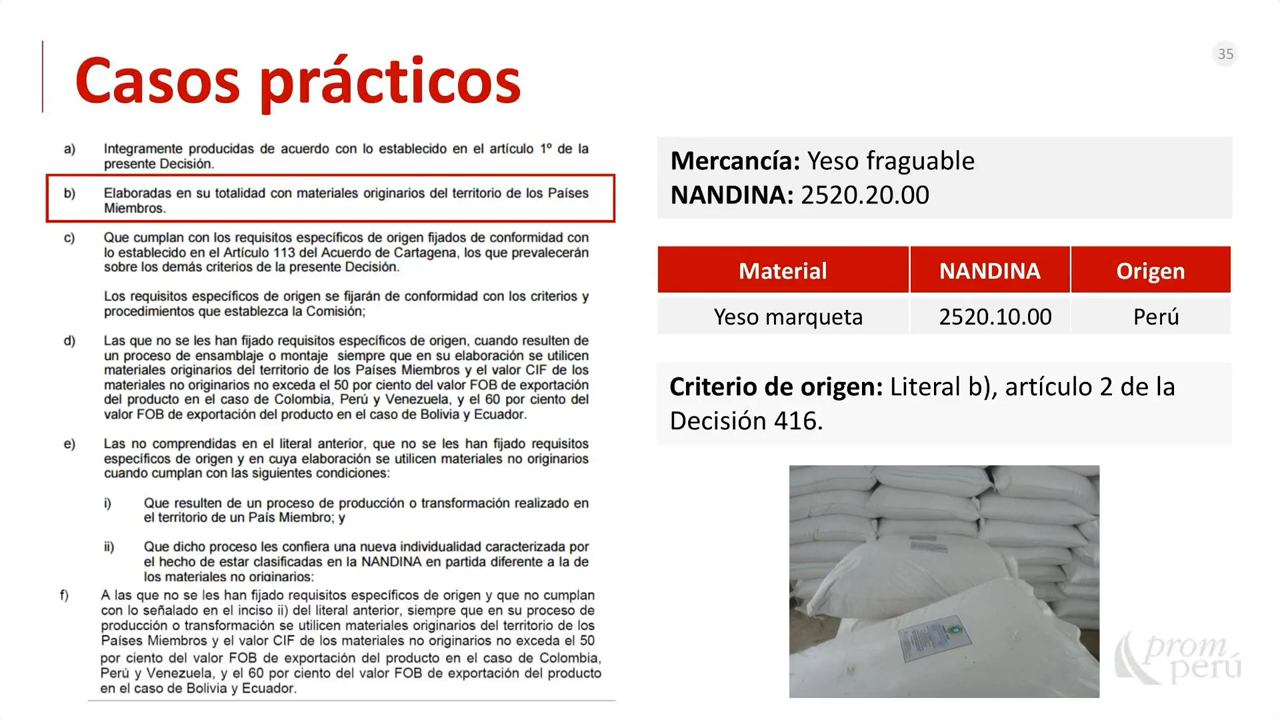 35
Casos prácticos
a) Integramente producidas de acuerdo con lo establecido en el artículo 1º de la
presente Decisión.
b) Elaboradas en su totalidad con materiales originarios del territorio de los Países
Miembros.
c) Que cumplan con los requisitos específicos de origen fijados de conformidad con
lo establecido en el Artículo 113 del Acuerdo de Cartagena, los que prevalecerán
sobre los demás criterios de la presente Decisión.
Los requisitos específicos de origen se fijarán de conformidad con los criterios y
procedimientos que establezca la Comisión;
d) Las que no se les han fijado requisitos específicos de origen, cuando resulten de
un proceso de ensamblaje o montaje siempre que en su elaboración se utilicen
materiales originarios del territorio de los Países Miembros y el valor CIF de los
materiales no originarios no exceda el 50 por ciento del valor FOB de exportación
del producto en el caso de Colombia, Perú y Venezuela, y el 60 por ciento del
valor FOB de exportación del producto en el caso de Bolivia y Ecuador.
e) Las no comprendidas en el literal anterior, que no se les han fijado requisitos
específicos de origen y en cuya elaboración se utilicen materiales no originarios
cuando cumplan con las siguientes condiciones:
i) Que resulten de un proceso de producción o transformación realizado en
el territorio de un País Miembro; y
ii) Que dicho proceso les confiera una nueva individualidad caracterizada por
el hecho de estar clasificadas en la NANDINA en partida diferente a la de
los materiales no originarios:
f) A las que no se les han fijado requisitos específicos de origen y que no cumplan
con lo señalado en el inciso ii) del literal anterior, siempre que en su proceso de
producción o transformación se utilicen materiales originarios del territorio de los
Países Miembros y el valor CIF de los materiales no originarios no exceda el 50
por ciento del valor FOB de exportación del producto en el caso de Colombia,
Perú y Venezuela, y el 60 por ciento del valor FOB de exportación del producto
en el caso de Bolivia y Ecuador.
Mercancía: Yeso fraguable
NANDINA: 2520.20.00
Material NANDINA Origen
Yeso marqueta 2520.10.00 Perú
Criterio de origen: Literal b), artículo 2 de la
Decisión 416.
prom
perú